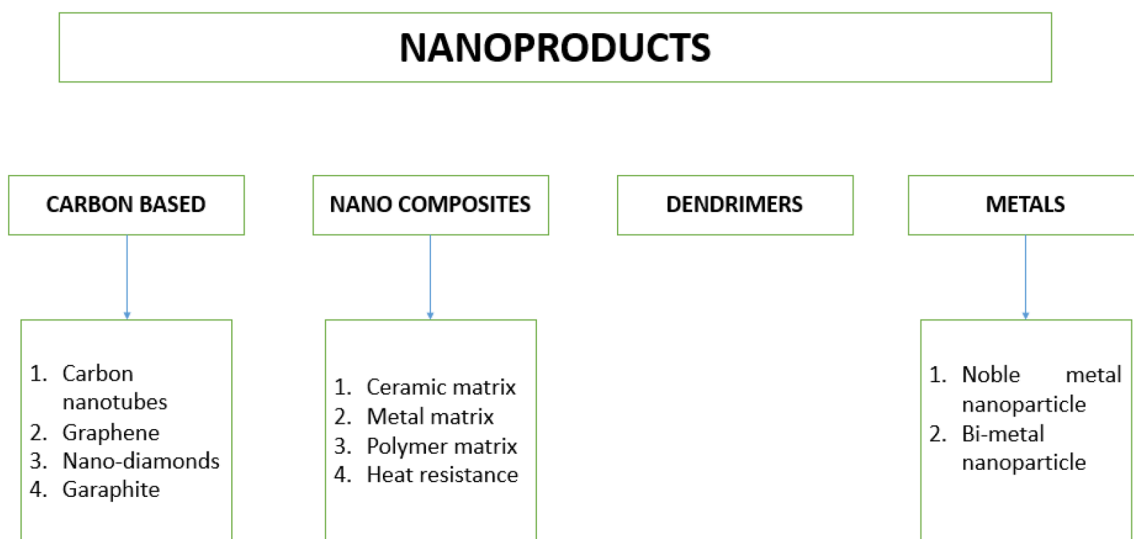 NANOPRODUCTS
CARBON BASED
NANO COMPOSITES
DENDRIMERS
METALS
1. Carbon
nanotubes
2. Graphene
3. Nano-diamonds
4. Garaphite
1. Ceramic matrix
2. Metal matrix
3. Polymer matrix
4. Heat resistance
1. Noble metal
nanoparticle
2. Bi-metal
nanoparticle